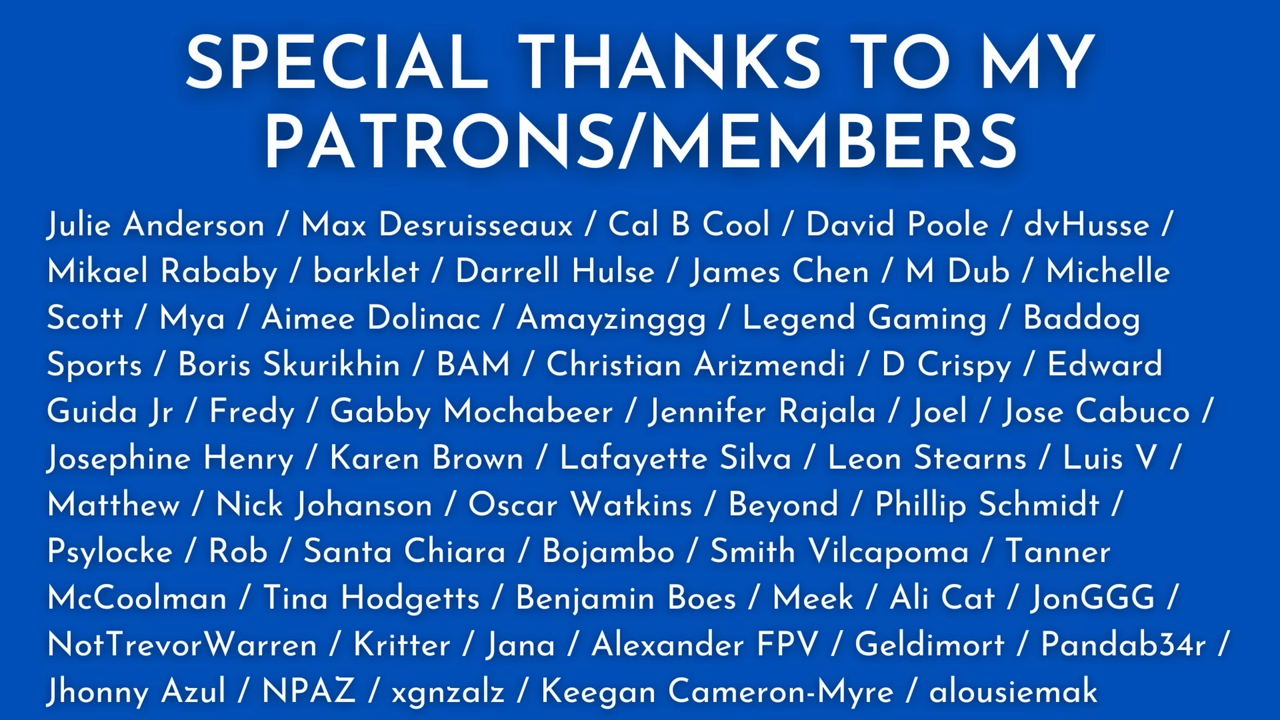 SPECIAL THANKS TO MY
PATRONS/MEMBERS
Julie Anderson / Max Desruisseaux / Cal B Cool / David Poole / dvHusse /
Mikael Rababy / barklet / Darrell Hulse / James Chen / M Dub / Michelle
Scott / Mya / Aimee Dolinac / Amayzinggg / Legend Gaming / Baddog
Sports / Boris Skurikhin / BAM / Christian Arizmendi / D Crispy / Edward
Guida Jr / Fredy / Gabby Mochabeer / Jennifer Rajala / Joel / Jose Cabuco /
Josephine Henry / Karen Brown / Lafayette Silva / Leon Stearns / Luis V /
Matthew / Nick Johanson / Oscar Watkins / Beyond / Phillip Schmidt /
Psylocke / Rob / Santa Chiara / Bojambo / Smith Vilcapoma / Tanner
McCoolman / Tina Hodgetts / Benjamin Boes / Meek / Ali Cat / JonGGG /
NotTrevorWarren / Kritter / Jana / Alexander FPV / Geldimort / Pandab34r /
Jhonny Azul / NPAZ / xgnzalz / Keegan Cameron-Myre / alousiemak